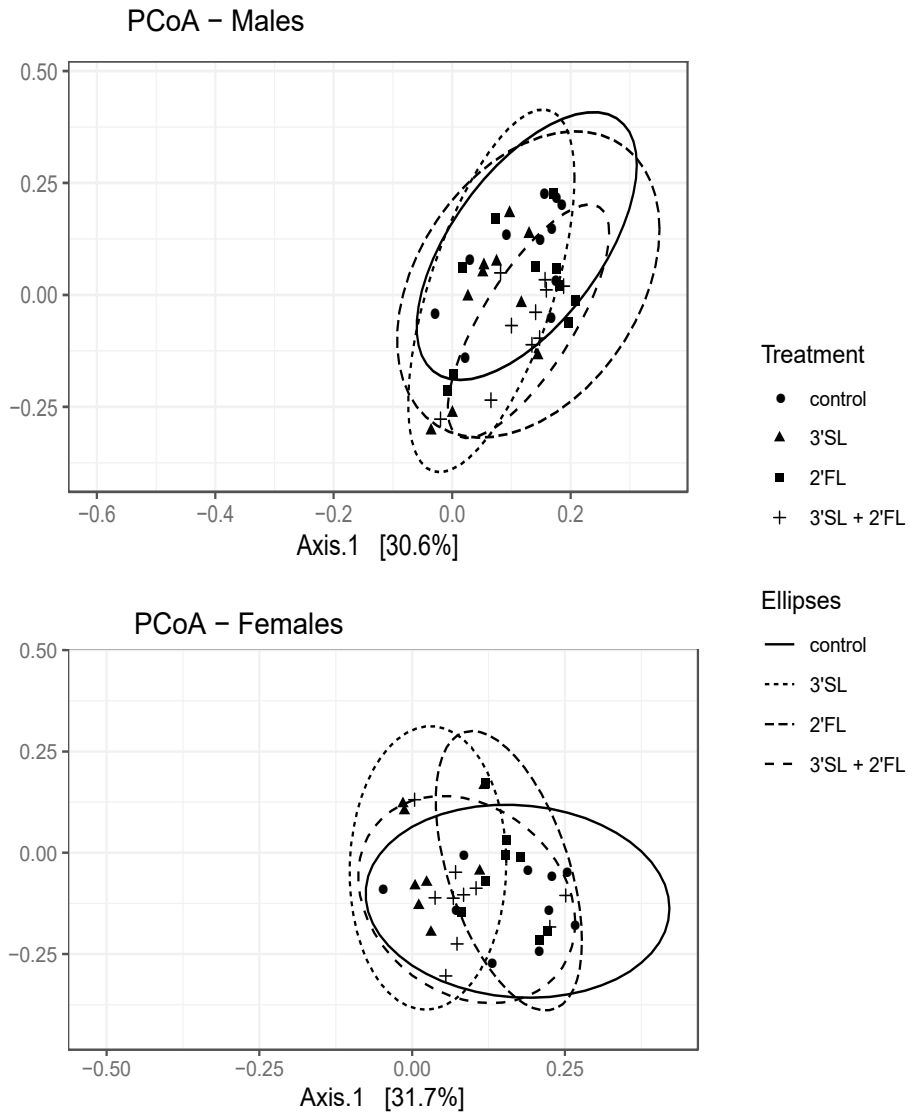 PCoA − Males
0.50
0.25
0.00
−0.25
−0.6
−0.4
−0.2
0.0
0.2
Axis.1 [30.6%]
Treatment
control
3'SL
2'FL
3'SL + 2'FL
Ellipses
control
3'SL
2'FL
3'SL + 2'FL
PCoA − Females
0.50
0.25
0.00
−0.25
−0.50
−0.25
0.00
0.25
Axis.1 [31.7%]